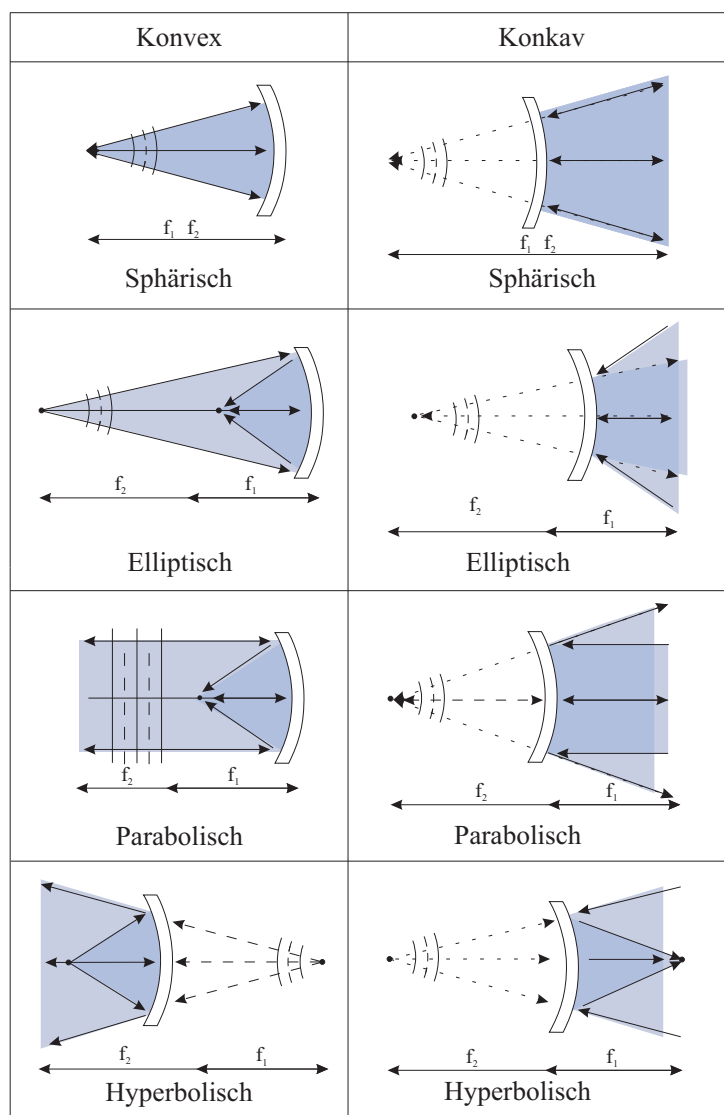 Konvex Konkav
f₁ f₂ f₁ f₂
Sphärisch Sphärisch
f₂ f₁ f₂ f₁
Elliptisch Elliptisch
f₂ f₁ f₂ f₁
Parabolisch Parabolisch
f₂ f₁ f₂ f₁
Hyperbolisch Hyperbolisch